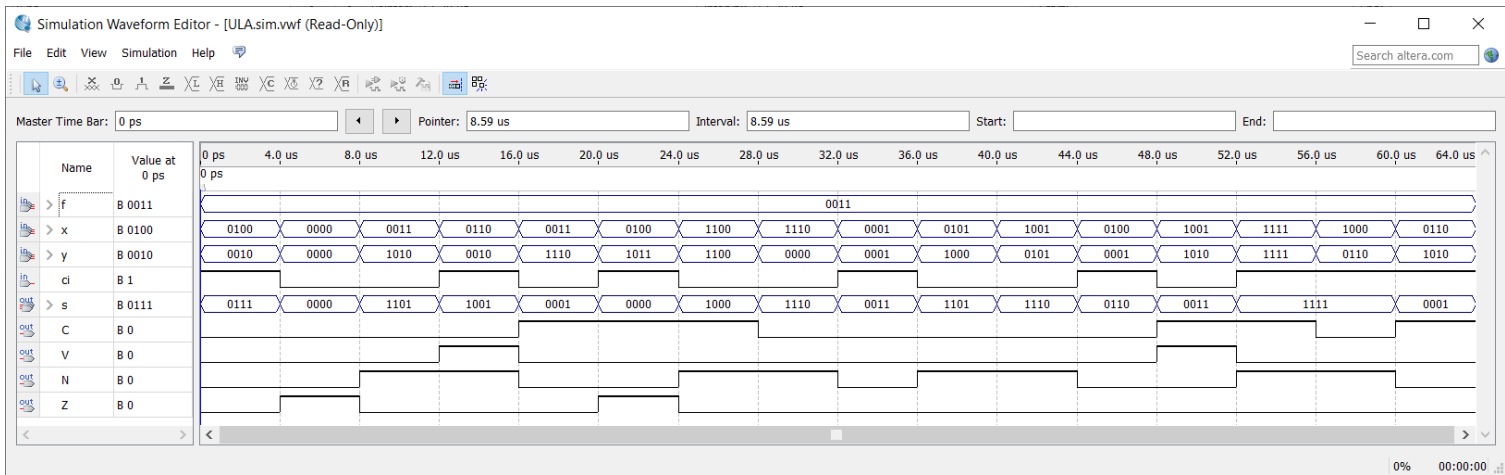 Simulation Waveform Editor - [ULA.sim.vwf (Read-Only)]
File Edit View Simulation Help
Search altera.com
Master Time Bar: 0 ps Pointer: 8.59 us Interval: 8.59 us Start: End:
Name Value at 0 ps 0 ps 4.0 us 8.0 us 12.0 us 16.0 us 20.0 us 24.0 us 28.0 us 32.0 us 36.0 us 40.0 us 44.0 us 48.0 us 52.0 us 56.0 us 60.0 us 64.0 us
0 ps
f B 0011 0011
x B 0100 0100 0000 0011 0110 0011 0100 1100 1110 0001 0101 1001 0100 1001 1111 1000 0110
y B 0010 0010 0000 1010 0010 1110 1011 1100 0000 0001 1000 0101 0001 1010 1111 0110 1010
ci B 1
s B 0111 0111 0000 1101 1001 0001 0000 1000 1110 0011 1101 1110 0110 0011 1111 0001
C B 0
V B 0
N B 0
Z B 0
0% 00:00:00